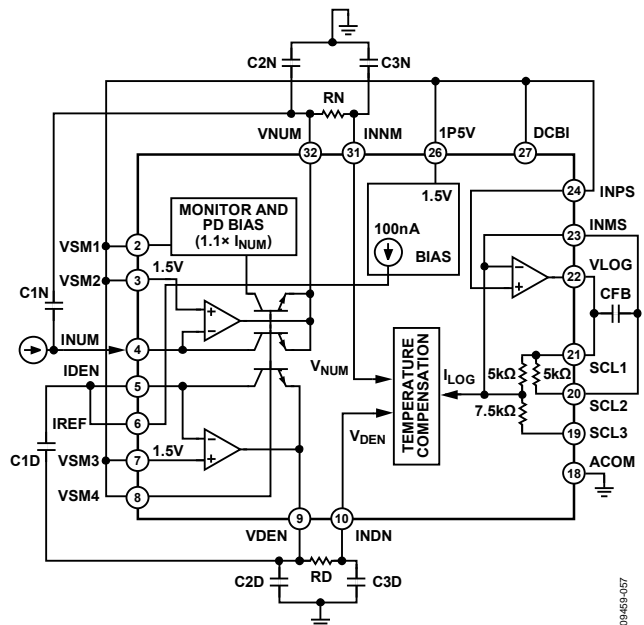 C2N
C3N
RN
VNUM
INNM
1P5V
DCBI
32
31
26
27
INPS
24
MONITOR AND
PD BIAS
(1.1× INUM)
1.5V
100nA
BIAS
INMS
23
VSM1
2
VLOG
22
VSM2
3
1.5V
CFB
C1N
INUM
4
21
SCL1
IDEN
5
VNUM
TEMPERATURE
COMPENSATION
ILOG
5kΩ
5kΩ
20
SCL2
IREF
6
7.5kΩ
VDEN
19
SCL3
C1D
VSM3
7
1.5V
ACOM
18
VSM4
8
9
10
VDEN
INDN
C2D
RD
C3D
09459-057